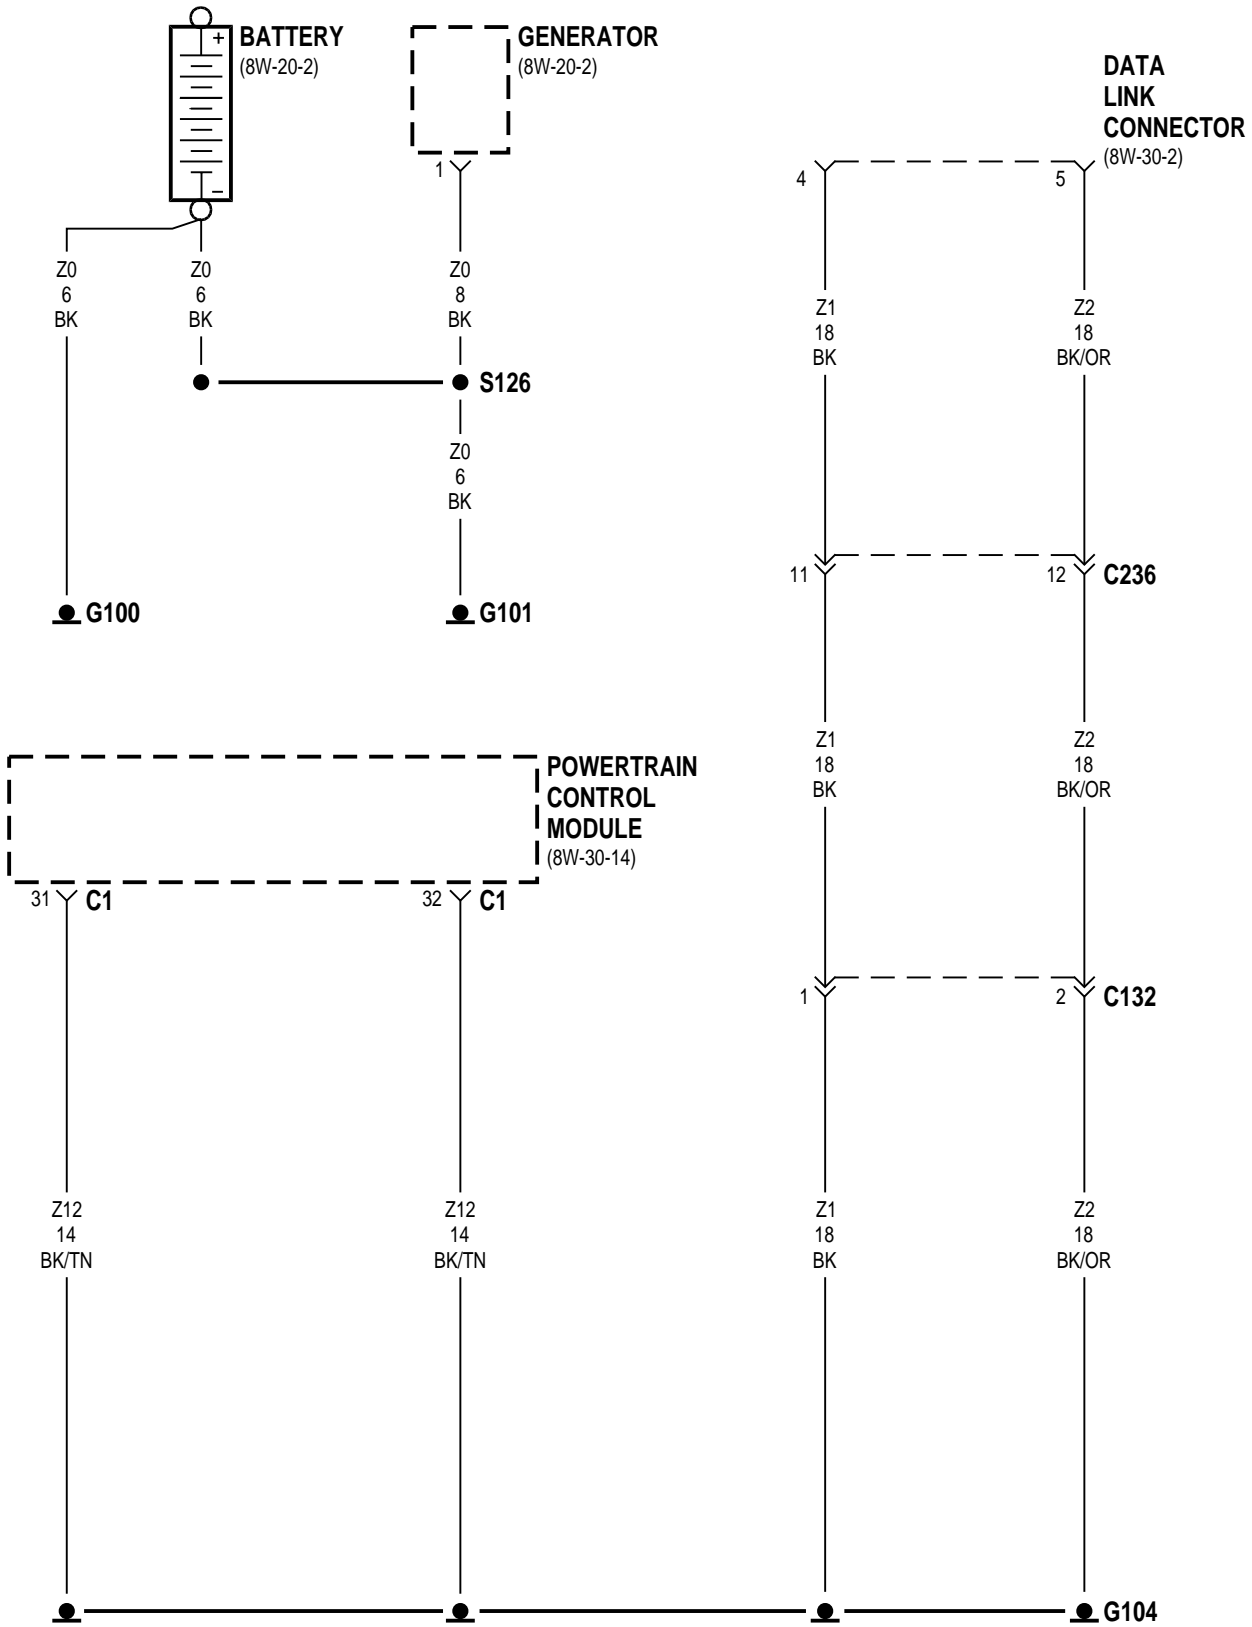 +
BATTERY
(8W-20-2)
–
GENERATOR
(8W-20-2)
1
DATA
LINK
CONNECTOR
(8W-30-2)
4
5
Z0
6
BK
Z0
6
BK
Z0
8
BK
Z1
18
BK
Z2
18
BK/OR
S126
Z0
6
BK
11
12
C236
G100
G101
Z1
18
BK
Z2
18
BK/OR
POWERTRAIN
CONTROL
MODULE
(8W-30-14)
31
C1
32
C1
1
2
C132
Z12
14
BK/TN
Z12
14
BK/TN
Z1
18
BK
Z2
18
BK/OR
G104